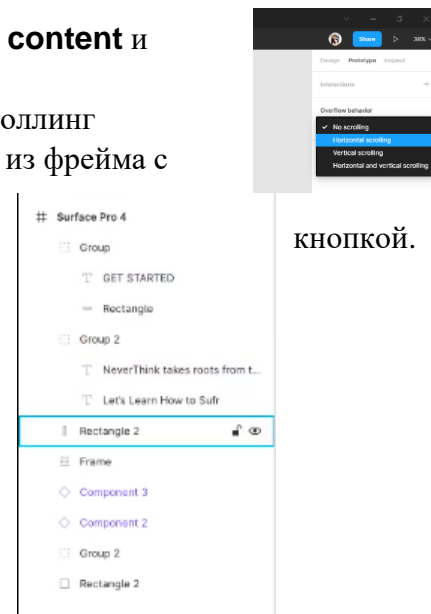 content и
Share
38%
Design Prototype Inspect
Interactions
Overflow behavior
✓ No scrolling
Horizontal scrolling
Vertical scrolling
Horizontal and vertical scrolling
оллинг
из фрейма с
кнопкой.
Surface Pro 4
Group
GET STARTED
Rectangle
Group 2
NeverThink takes roots from t...
Let's Learn How to Sufr
Rectangle 2
Frame
Component 3
Component 2
Group 2
Rectangle 2